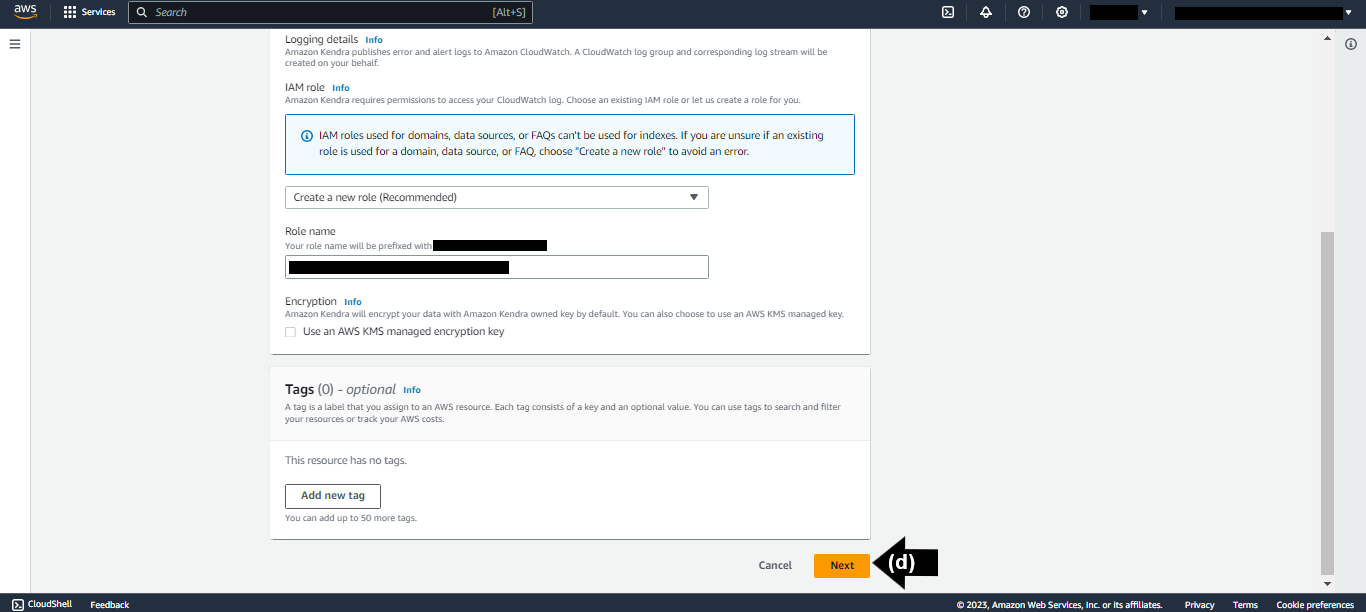 aws
Services
Search
[Alt+S]
Logging details Info
Amazon Kendra publishes error and alert logs to Amazon CloudWatch. A CloudWatch log group and corresponding log stream will be
created on your behalf.
IAM role Info
Amazon Kendra requires permissions to access your CloudWatch log. Choose an existing IAM role or let us create a role for you.
IAM roles used for domains, data sources, or FAQs can't be used for indexes. If you are unsure if an existing
role is used for a domain, data source, or FAQ, choose "Create a new role" to avoid an error.
Create a new role (Recommended)
Role name
Your role name will be prefixed with
Encryption Info
Amazon Kendra will encrypt your data with Amazon Kendra owned key by default. You can also choose to use an AWS KMS managed key.
Use an AWS KMS managed encryption key
Tags (0) - optional Info
A tag is a label that you assign to an AWS resource. Each tag consists of a key and an optional value. You can use tags to search and filter
your resources or track your AWS costs.
This resource has no tags.
Add new tag
You can add up to 50 more tags.
Cancel
Next
(d)
CloudShell
Feedback
© 2023, Amazon Web Services, Inc. or its affiliates.
Privacy
Terms
Cookie preferences